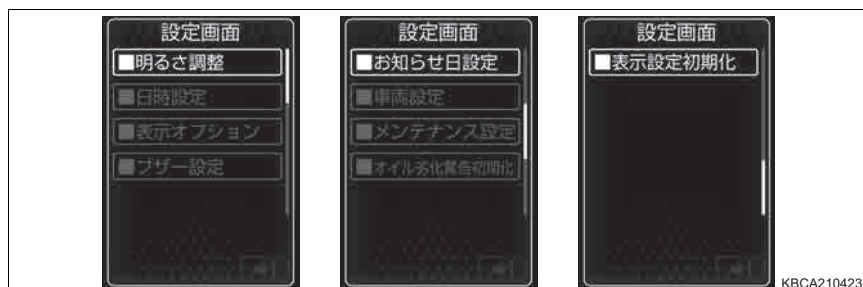 設定画面
■明るさ調整
■日時設定
■表示オプション
■ブザー設定
設定画面
■お知らせ日設定
■車両設定
■メンテナンス設定
■オイル劣化警告初期化
設定画面
■表示設定初期化
KBCA210423